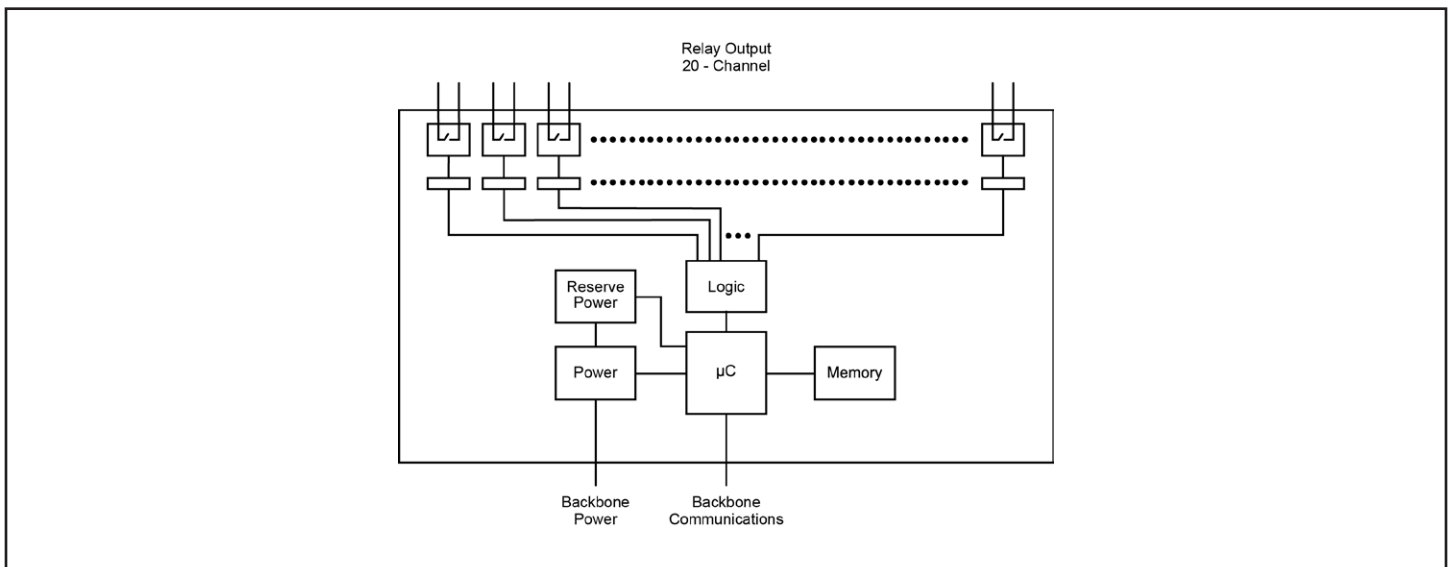 Relay Output
20 - Channel
Logic
Reserve
Power
Power
µC
Memory
Backbone
Power
Backbone
Communications